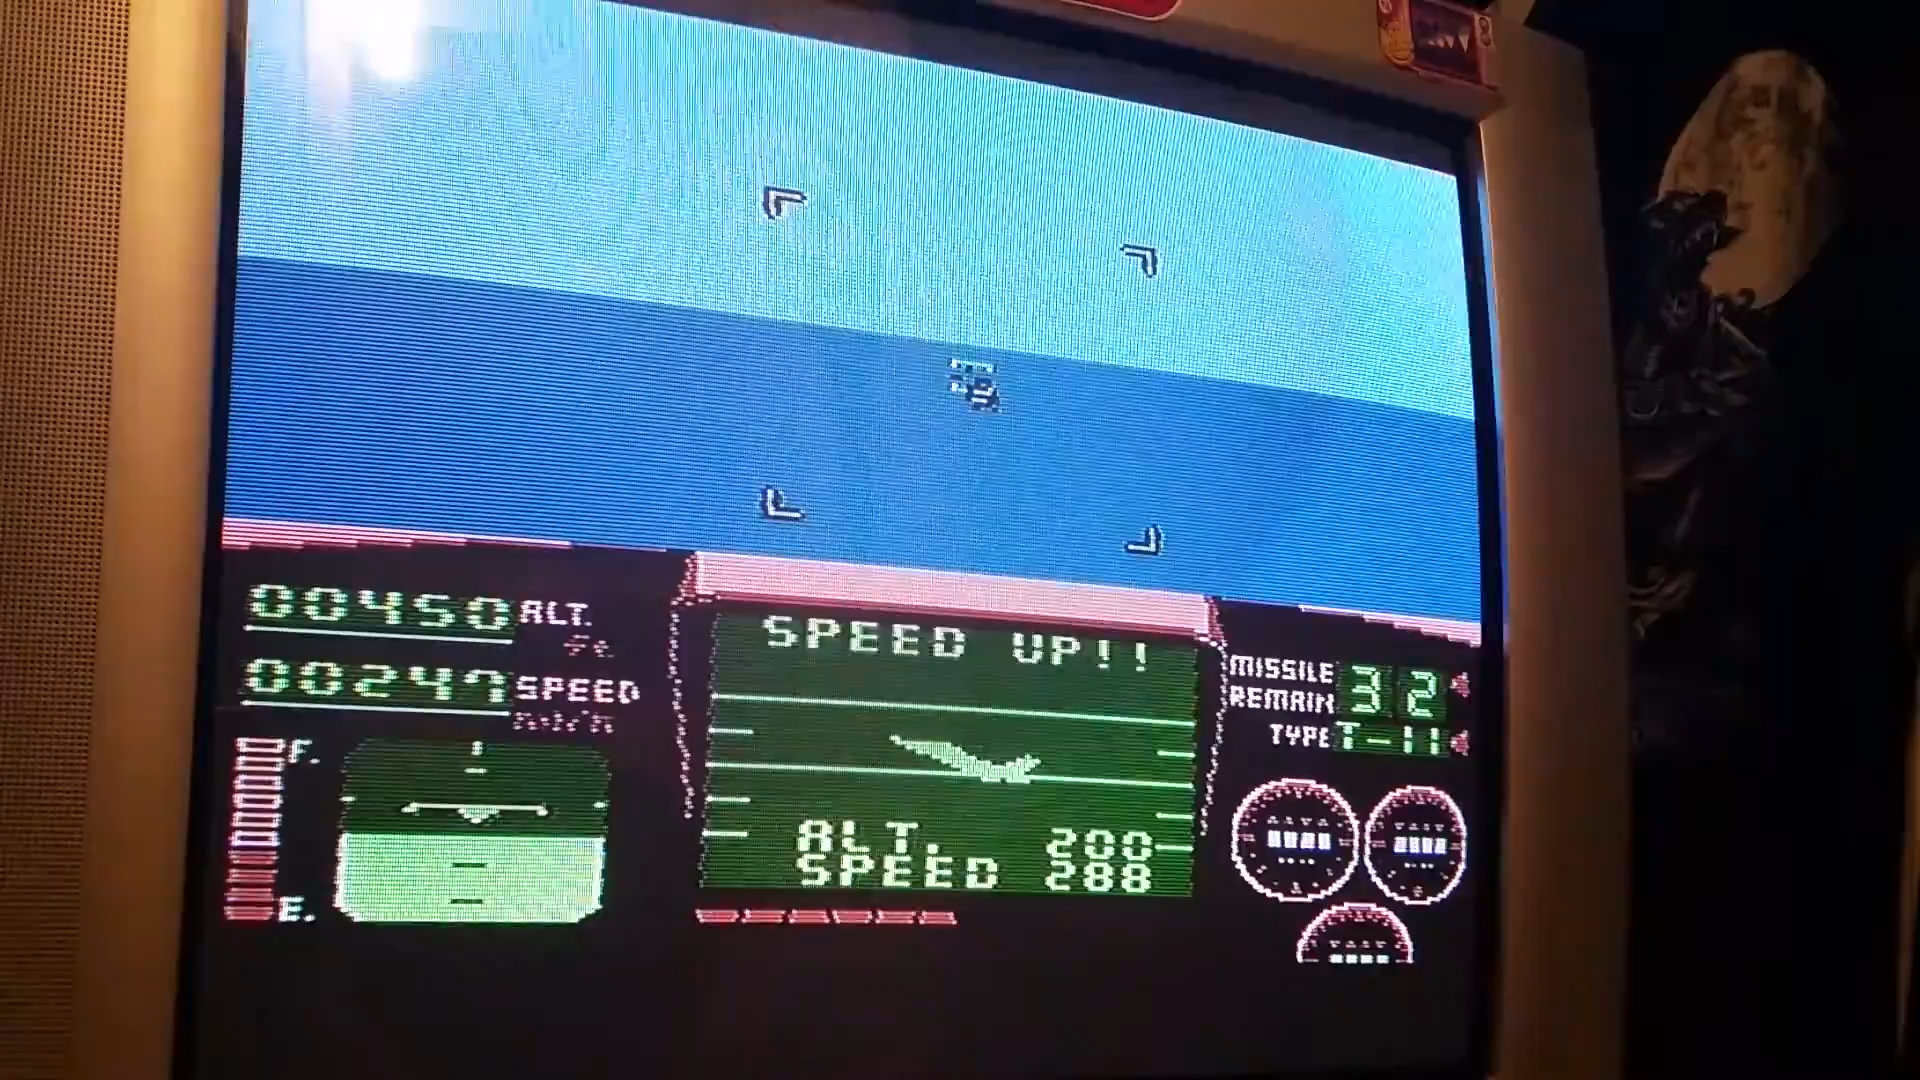 00450 ALT.
00247 SPEED
F.
E.
SPEED UP!!
ALT. 200
SPEED 288
MISSILE
REMAIN 32
TYPE T-11